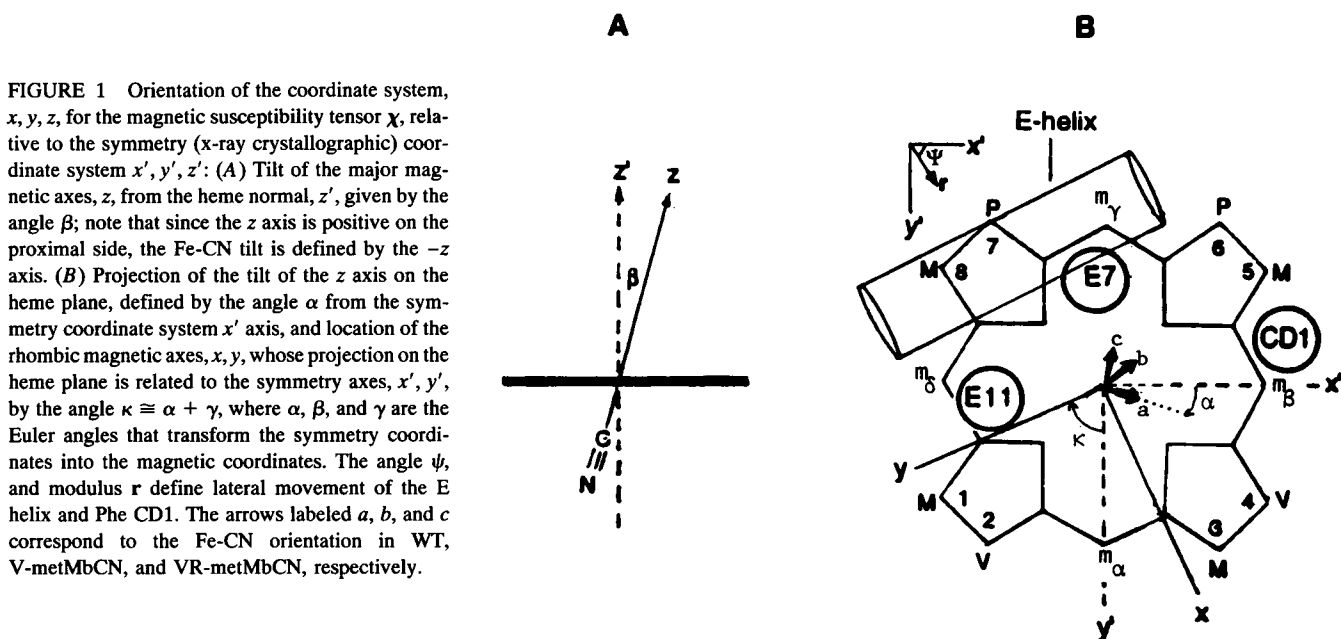 FIGURE 1 Orientation of the coordinate system,
x, y, z, for the magnetic susceptibility tensor χ, rela-
tive to the symmetry (x-ray crystallographic) coor-
dinate system x′, y′, z′: (A) Tilt of the major mag-
netic axes, z, from the heme normal, z′, given by the
angle β; note that since the z axis is positive on the
proximal side, the Fe-CN tilt is defined by the −z
axis. (B) Projection of the tilt of the z axis on the
heme plane, defined by the angle α from the sym-
metry coordinate system x′ axis, and location of the
rhombic magnetic axes, x, y, whose projection on the
heme plane is related to the symmetry axes, x′, y′,
by the angle κ ≅ α + γ, where α, β, and γ are the
Euler angles that transform the symmetry coordi-
nates into the magnetic coordinates. The angle ψ,
and modulus r define lateral movement of the E
helix and Phe CD1. The arrows labeled a, b, and c
correspond to the Fe-CN orientation in WT,
V-metMbCN, and VR-metMbCN, respectively.
A
z′
z
β
C
N
B
E-helix
x′
Ψ
r
y′
P
mγ
P
7
6
M
8
E7
5
M
CD1
c
b
mδ
E11
mβ
x′
a
α
κ
y
M
1
4
V
2
3
V
mα
M
x
y′